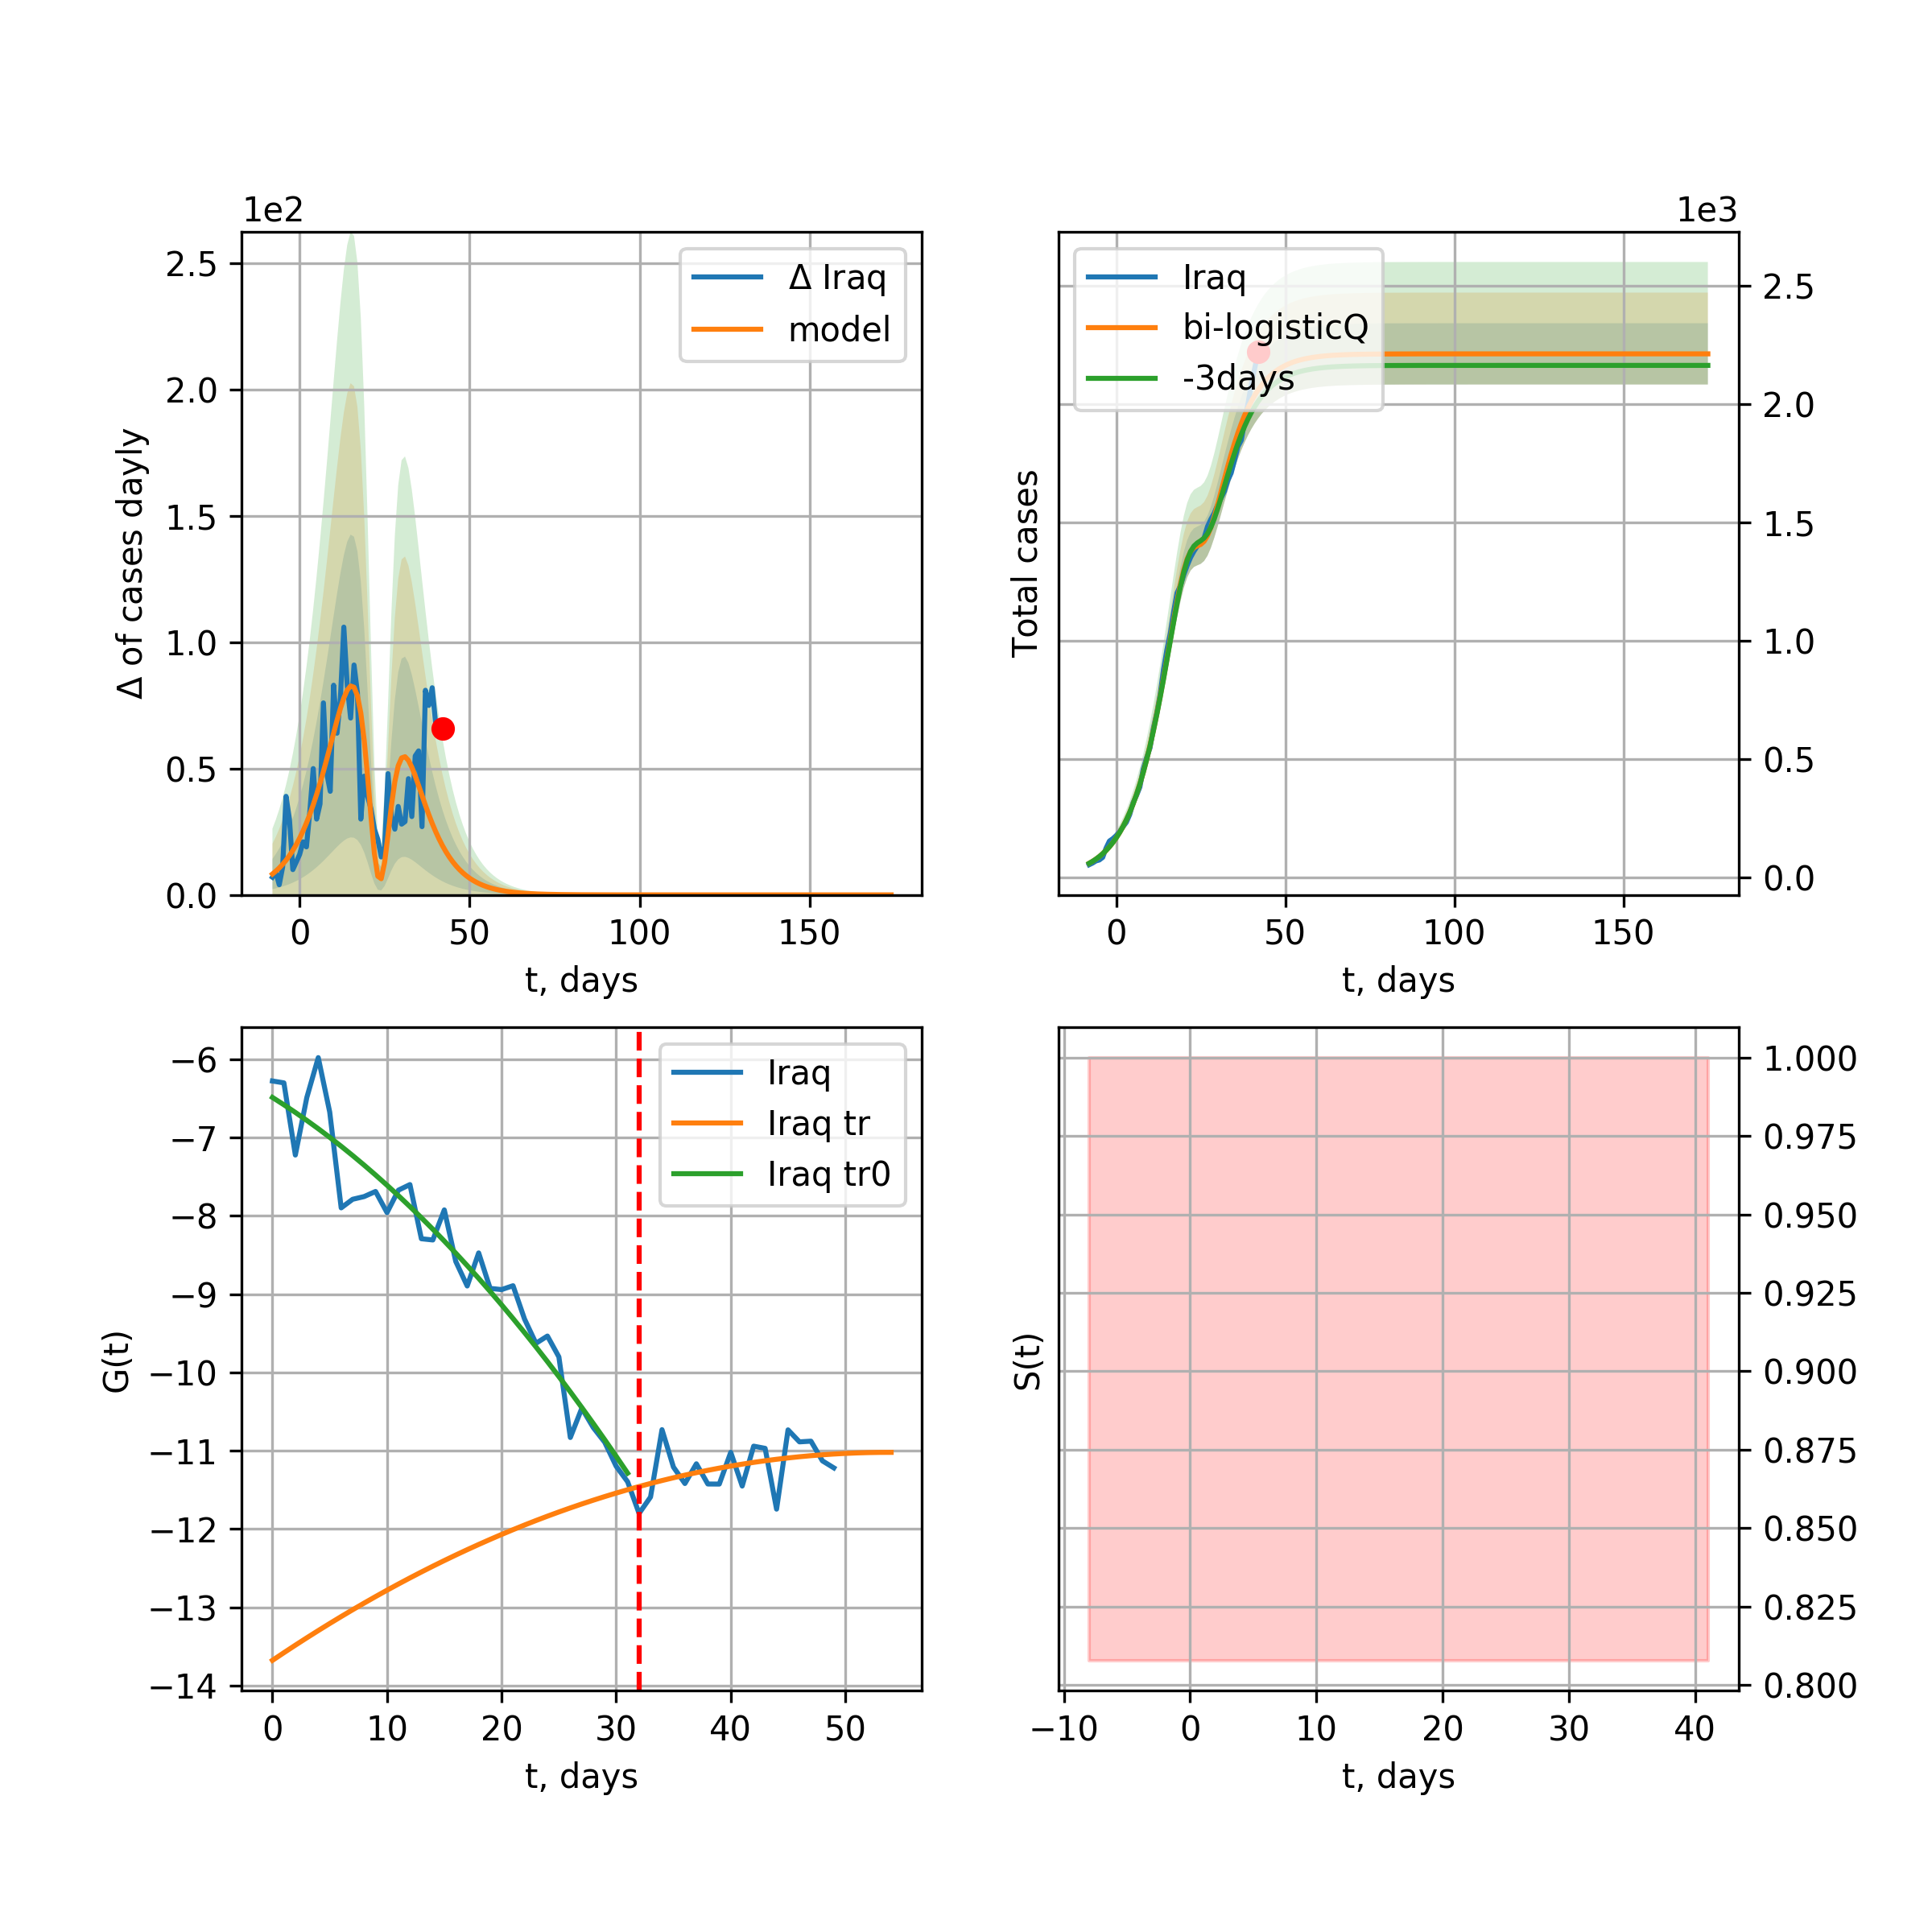 1e2
2.5
2.0
1.5
1.0
0.5
0.0
Δ of cases dayly
Δ Iraq
model
0
50
100
150
t, days
1e3
Iraq
bi-logisticQ
-3days
Total cases
2.5
2.0
1.5
1.0
0.5
0.0
0
50
100
150
t, days
−6
−7
−8
−9
−10
−11
−12
−13
−14
G(t)
Iraq
Iraq tr
Iraq tr0
0
10
20
30
40
50
t, days
S(t)
1.000
0.975
0.950
0.925
0.900
0.875
0.850
0.825
0.800
−10
0
10
20
30
40
t, days